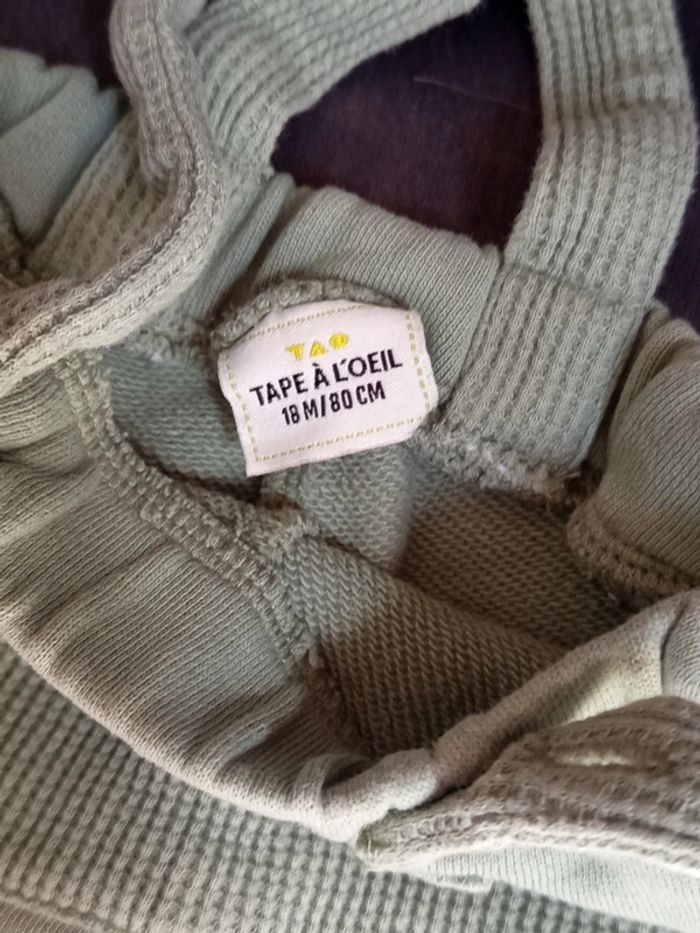 TAO
TAPE À L'OEIL
18 M/80 CM